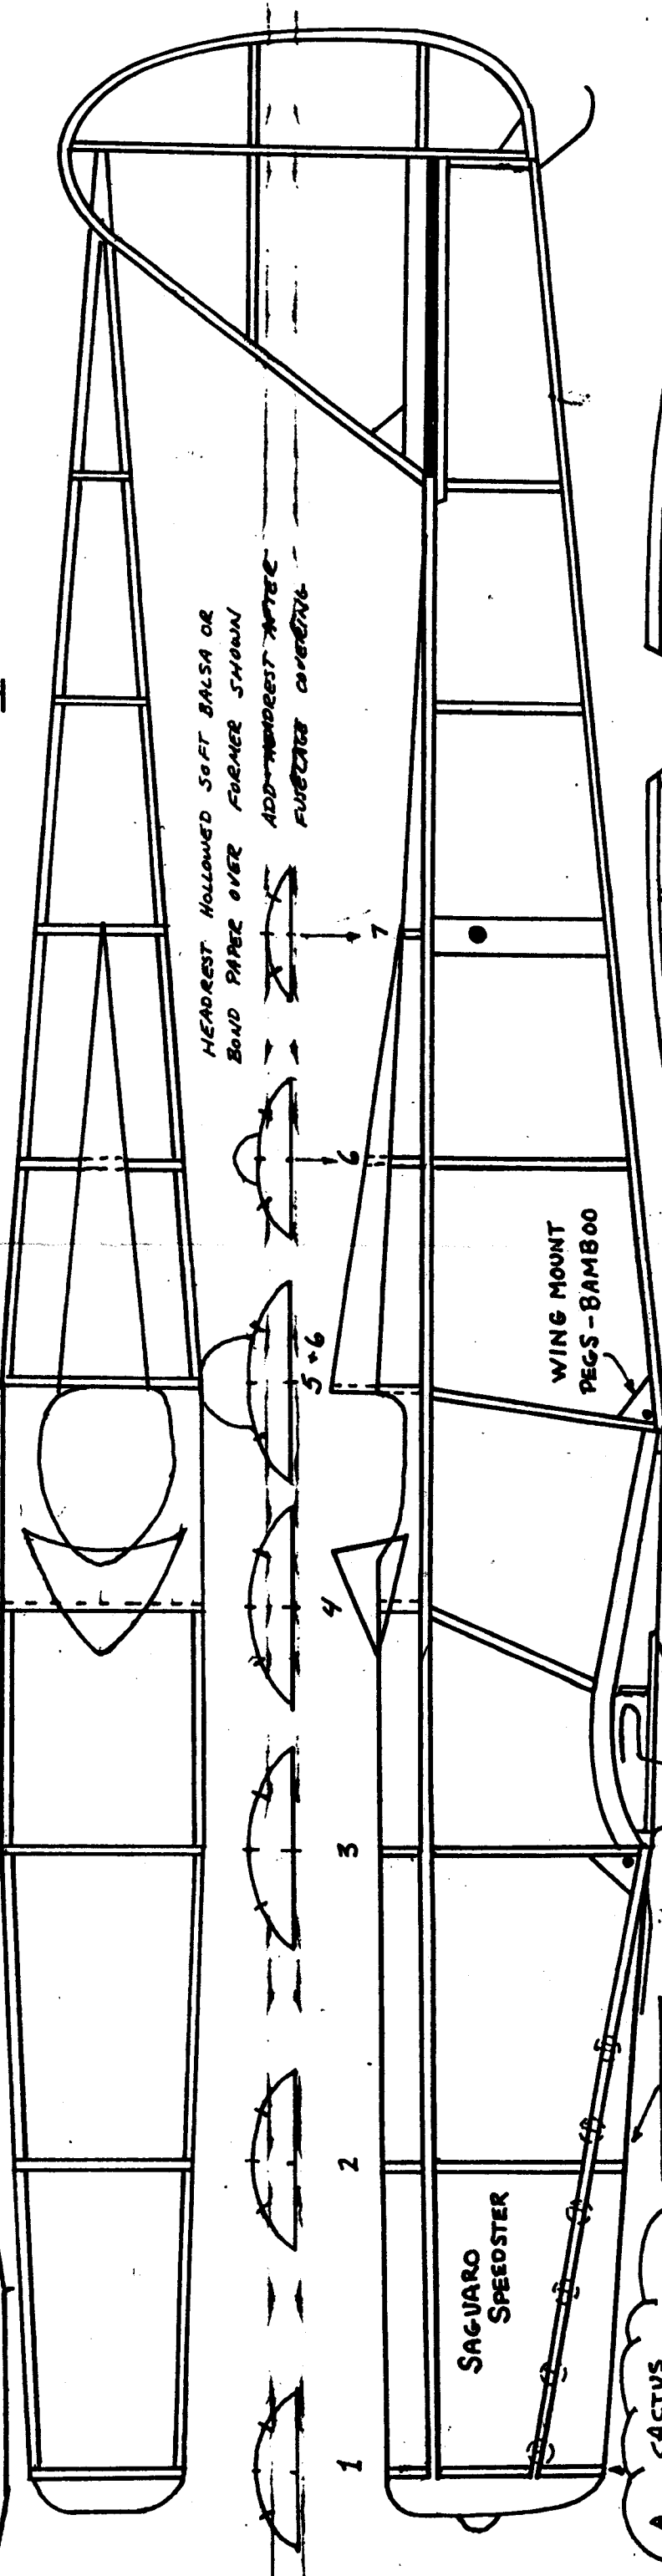 HEADREST HOLLOWED SOFT BALSA OR
BOND PAPER OVER FORMER SHOWN
ADD HEADREST AFTER
FUSELAGE COVERING
1
2
3
4
5+6
6
7
WING MOUNT
PEGS-BAMBOO
SAGUARO
SPEEDSTER
A CACTUS